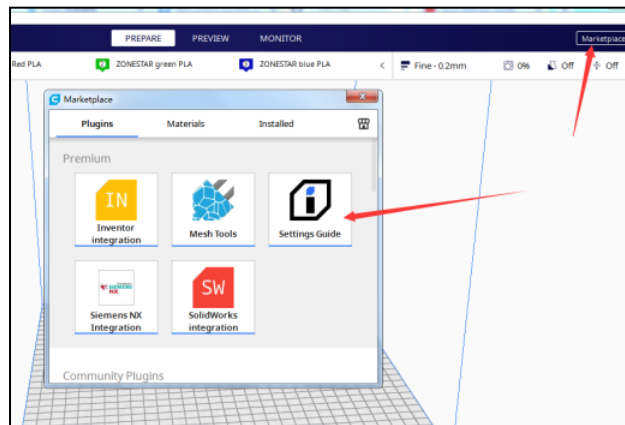 PREPARE PREVIEW MONITOR Marketplace
Red PLA ZONESTAR green PLA ZONESTAR blue PLA Fine - 0.2mm 0% Off Off
Marketplace
Plugins Materials Installed
Premium
IN
Inventor
integration
Mesh Tools
Settings Guide
SIEMENS
NX
Siemens NX
Integration
SW
SolidWorks
integration
Community Plugins